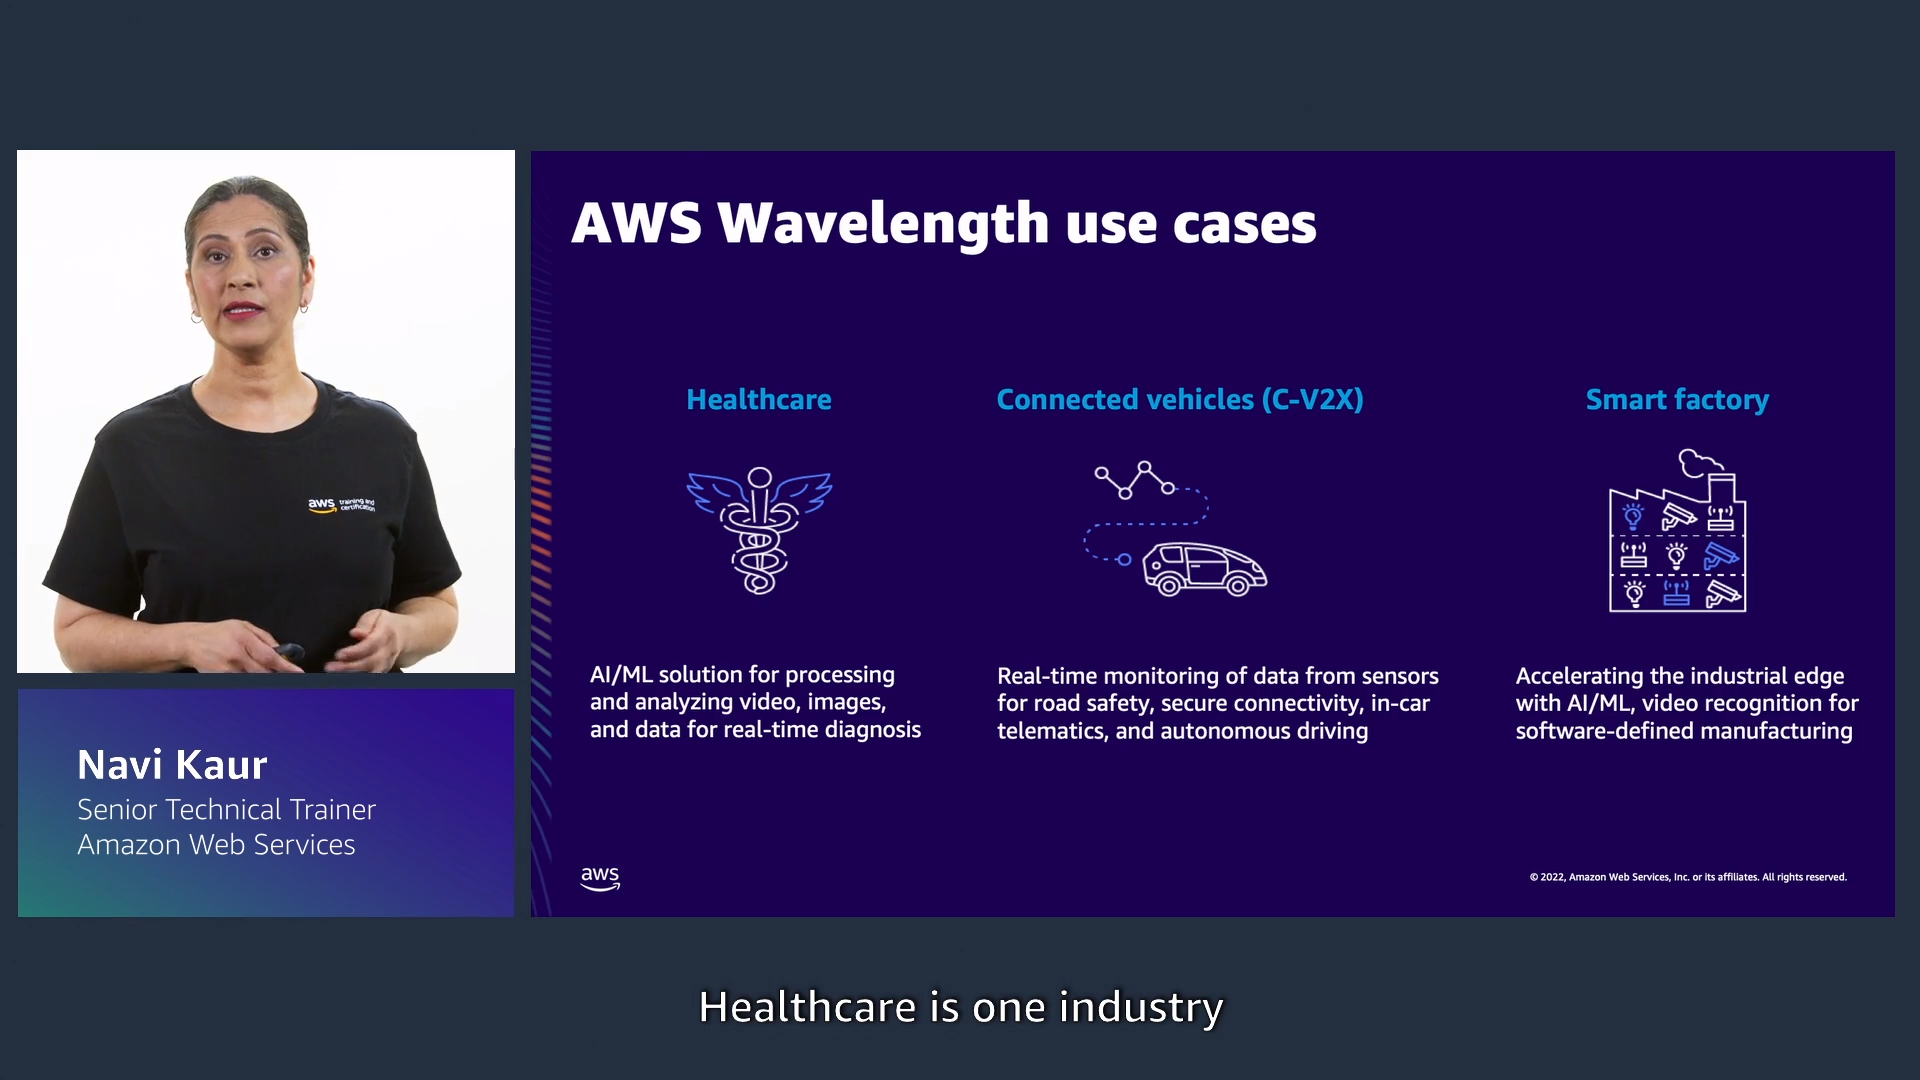 AWS Wavelength use cases
Healthcare
AI/ML solution for processing
and analyzing video, images,
and data for real-time diagnosis
Connected vehicles (C-V2X)
Real-time monitoring of data from sensors
for road safety, secure connectivity, in-car
telematics, and autonomous driving
Smart factory
Accelerating the industrial edge
with AI/ML, video recognition for
software-defined manufacturing
aws
© 2022, Amazon Web Services, Inc. or its affiliates. All rights reserved.
aws training and
certification
Navi Kaur
Senior Technical Trainer
Amazon Web Services
Healthcare is one industry